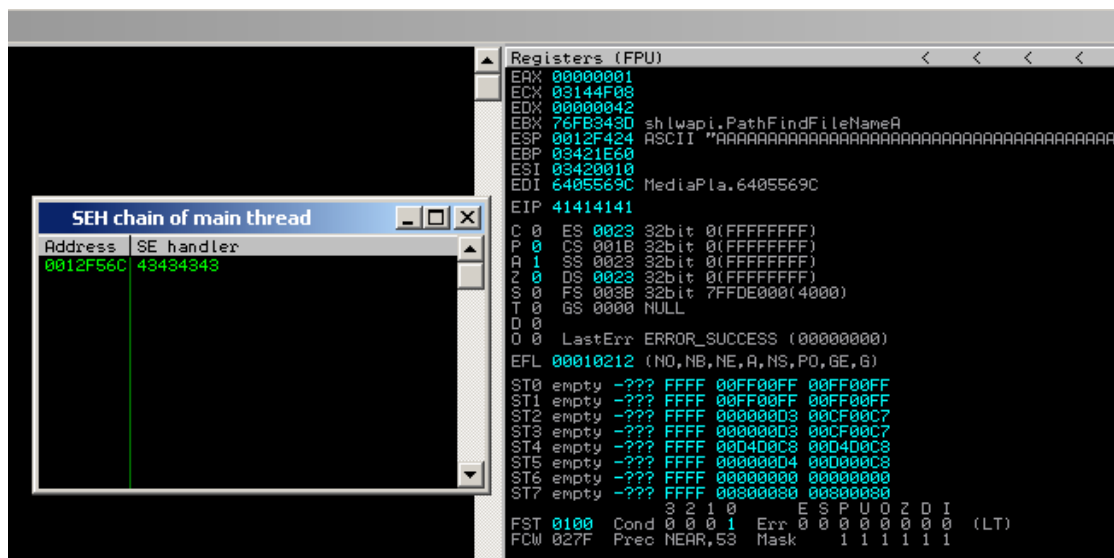 Registers (FPU) < < < <
EAX 00000001
ECX 03144F08
EDX 00000042
EBX 76FB343D shlwapi.PathFindFileNameA
ESP 0012F424 ASCII "AAAAAAAAAAAAAAAAAAAAAAAAAAAAAAAAAAAAAAA
EBP 03421E60
ESI 03420010
EDI 6405569C MediaPla.6405569C
EIP 41414141
C 0 ES 0023 32bit 0(FFFFFFFF)
P 0 CS 001B 32bit 0(FFFFFFFF)
A 1 SS 0023 32bit 0(FFFFFFFF)
Z 0 DS 0023 32bit 0(FFFFFFFF)
S 0 FS 003B 32bit 7FFDE000(4000)
T 0 GS 0000 NULL
D 0
O 0 LastErr ERROR_SUCCESS (00000000)
EFL 00010212 (NO,NB,NE,A,NS,PO,GE,G)
ST0 empty -??? FFFF 00FF00FF 00FF00FF
ST1 empty -??? FFFF 00FF00FF 00FF00FF
ST2 empty -??? FFFF 000000D3 00CF00C7
ST3 empty -??? FFFF 000000D3 00CF00C7
ST4 empty -??? FFFF 00D4D0C8 00D4D0C8
ST5 empty -??? FFFF 000000D4 00D000C8
ST6 empty -??? FFFF 00000000 00000000
ST7 empty -??? FFFF 00800080 00800080
3 2 1 0 E S P U O Z D I
FST 0100 Cond 0 0 0 1 Err 0 0 0 0 0 0 0 0 (LT)
FCW 027F Prec NEAR,53 Mask 1 1 1 1 1 1
SEH chain of main thread
Address SE handler
0012F56C 43434343